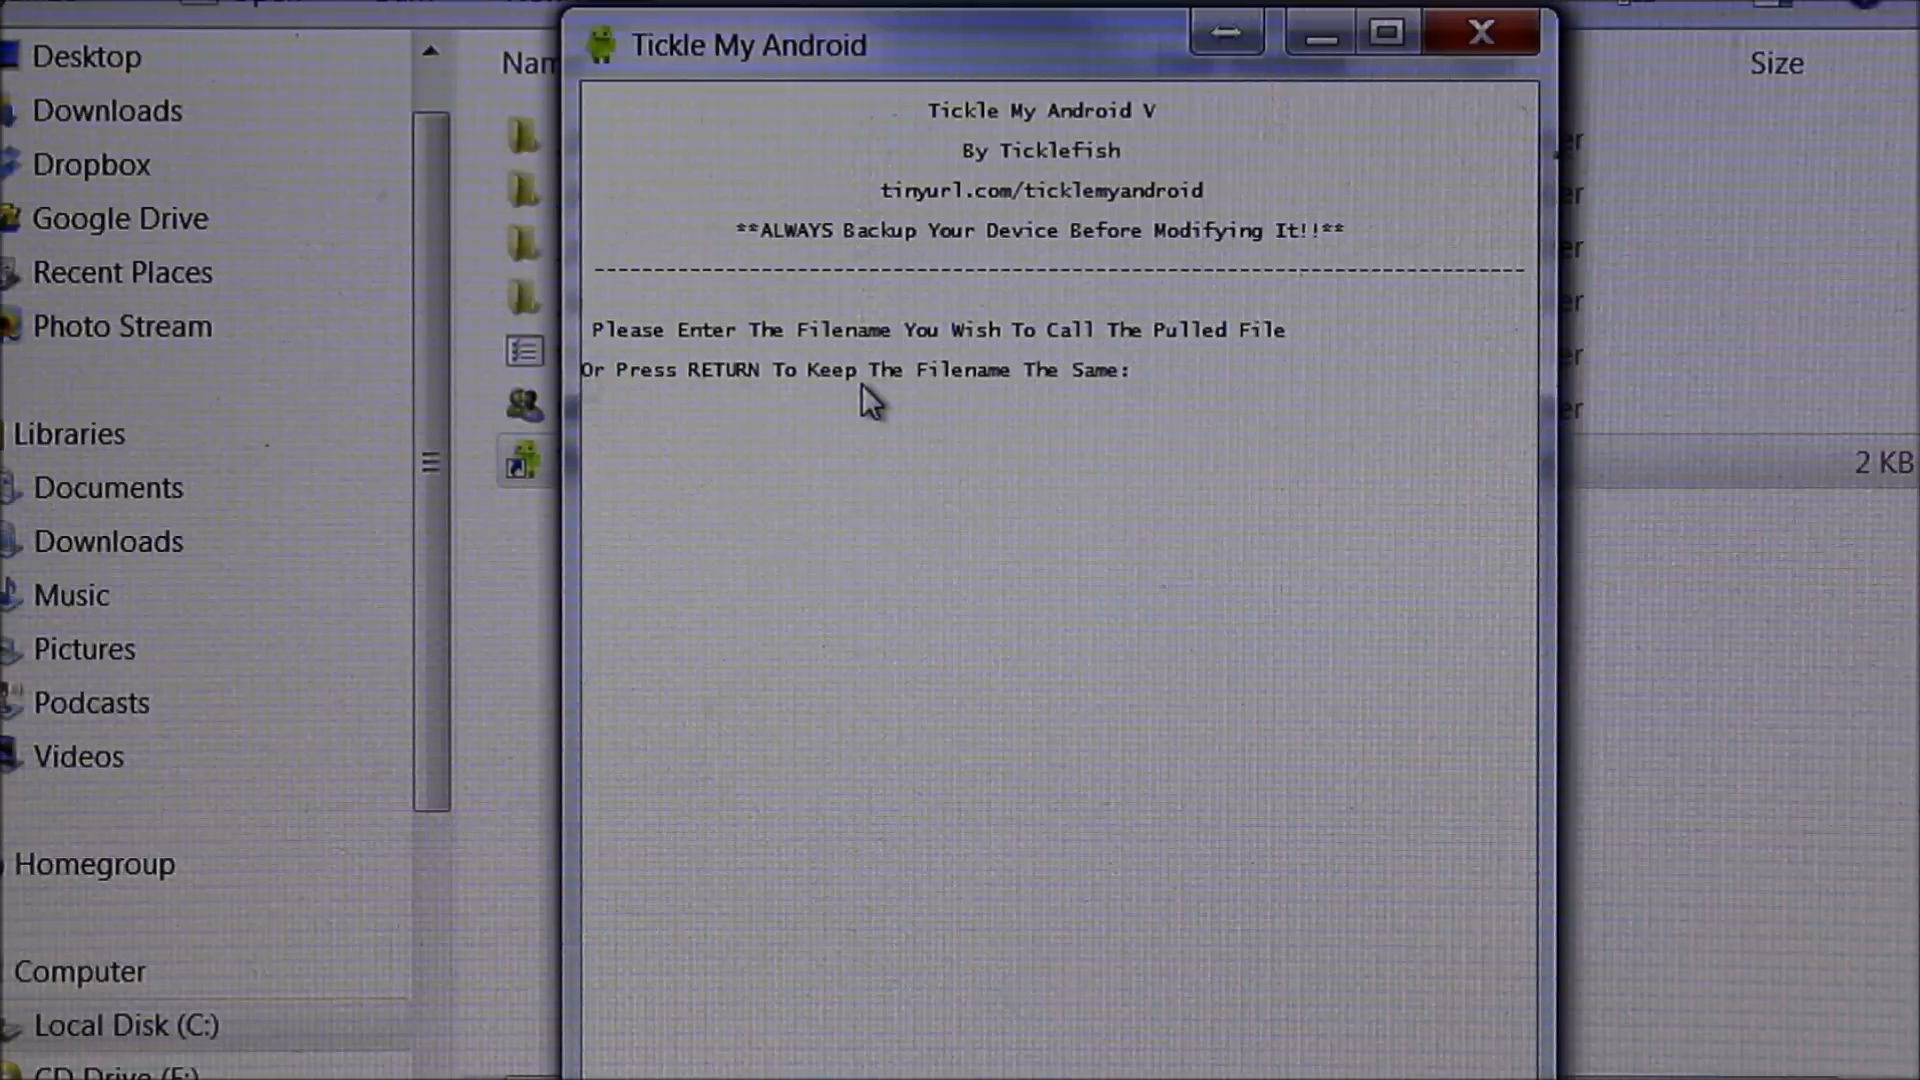 Desktop
Downloads
Dropbox
Google Drive
Recent Places
Photo Stream
Libraries
Documents
Downloads
Music
Pictures
Podcasts
Videos
Homegroup
Computer
Local Disk (C:)
Tickle My Android
Size
Tickle My Android V
By Ticklefish
tinyurl.com/ticklemyandroid
**ALWAYS Backup Your Device Before Modifying It!!**
Please Enter The Filename You Wish To Call The Pulled File
Or Press RETURN To Keep The Filename The Same:
2 KB